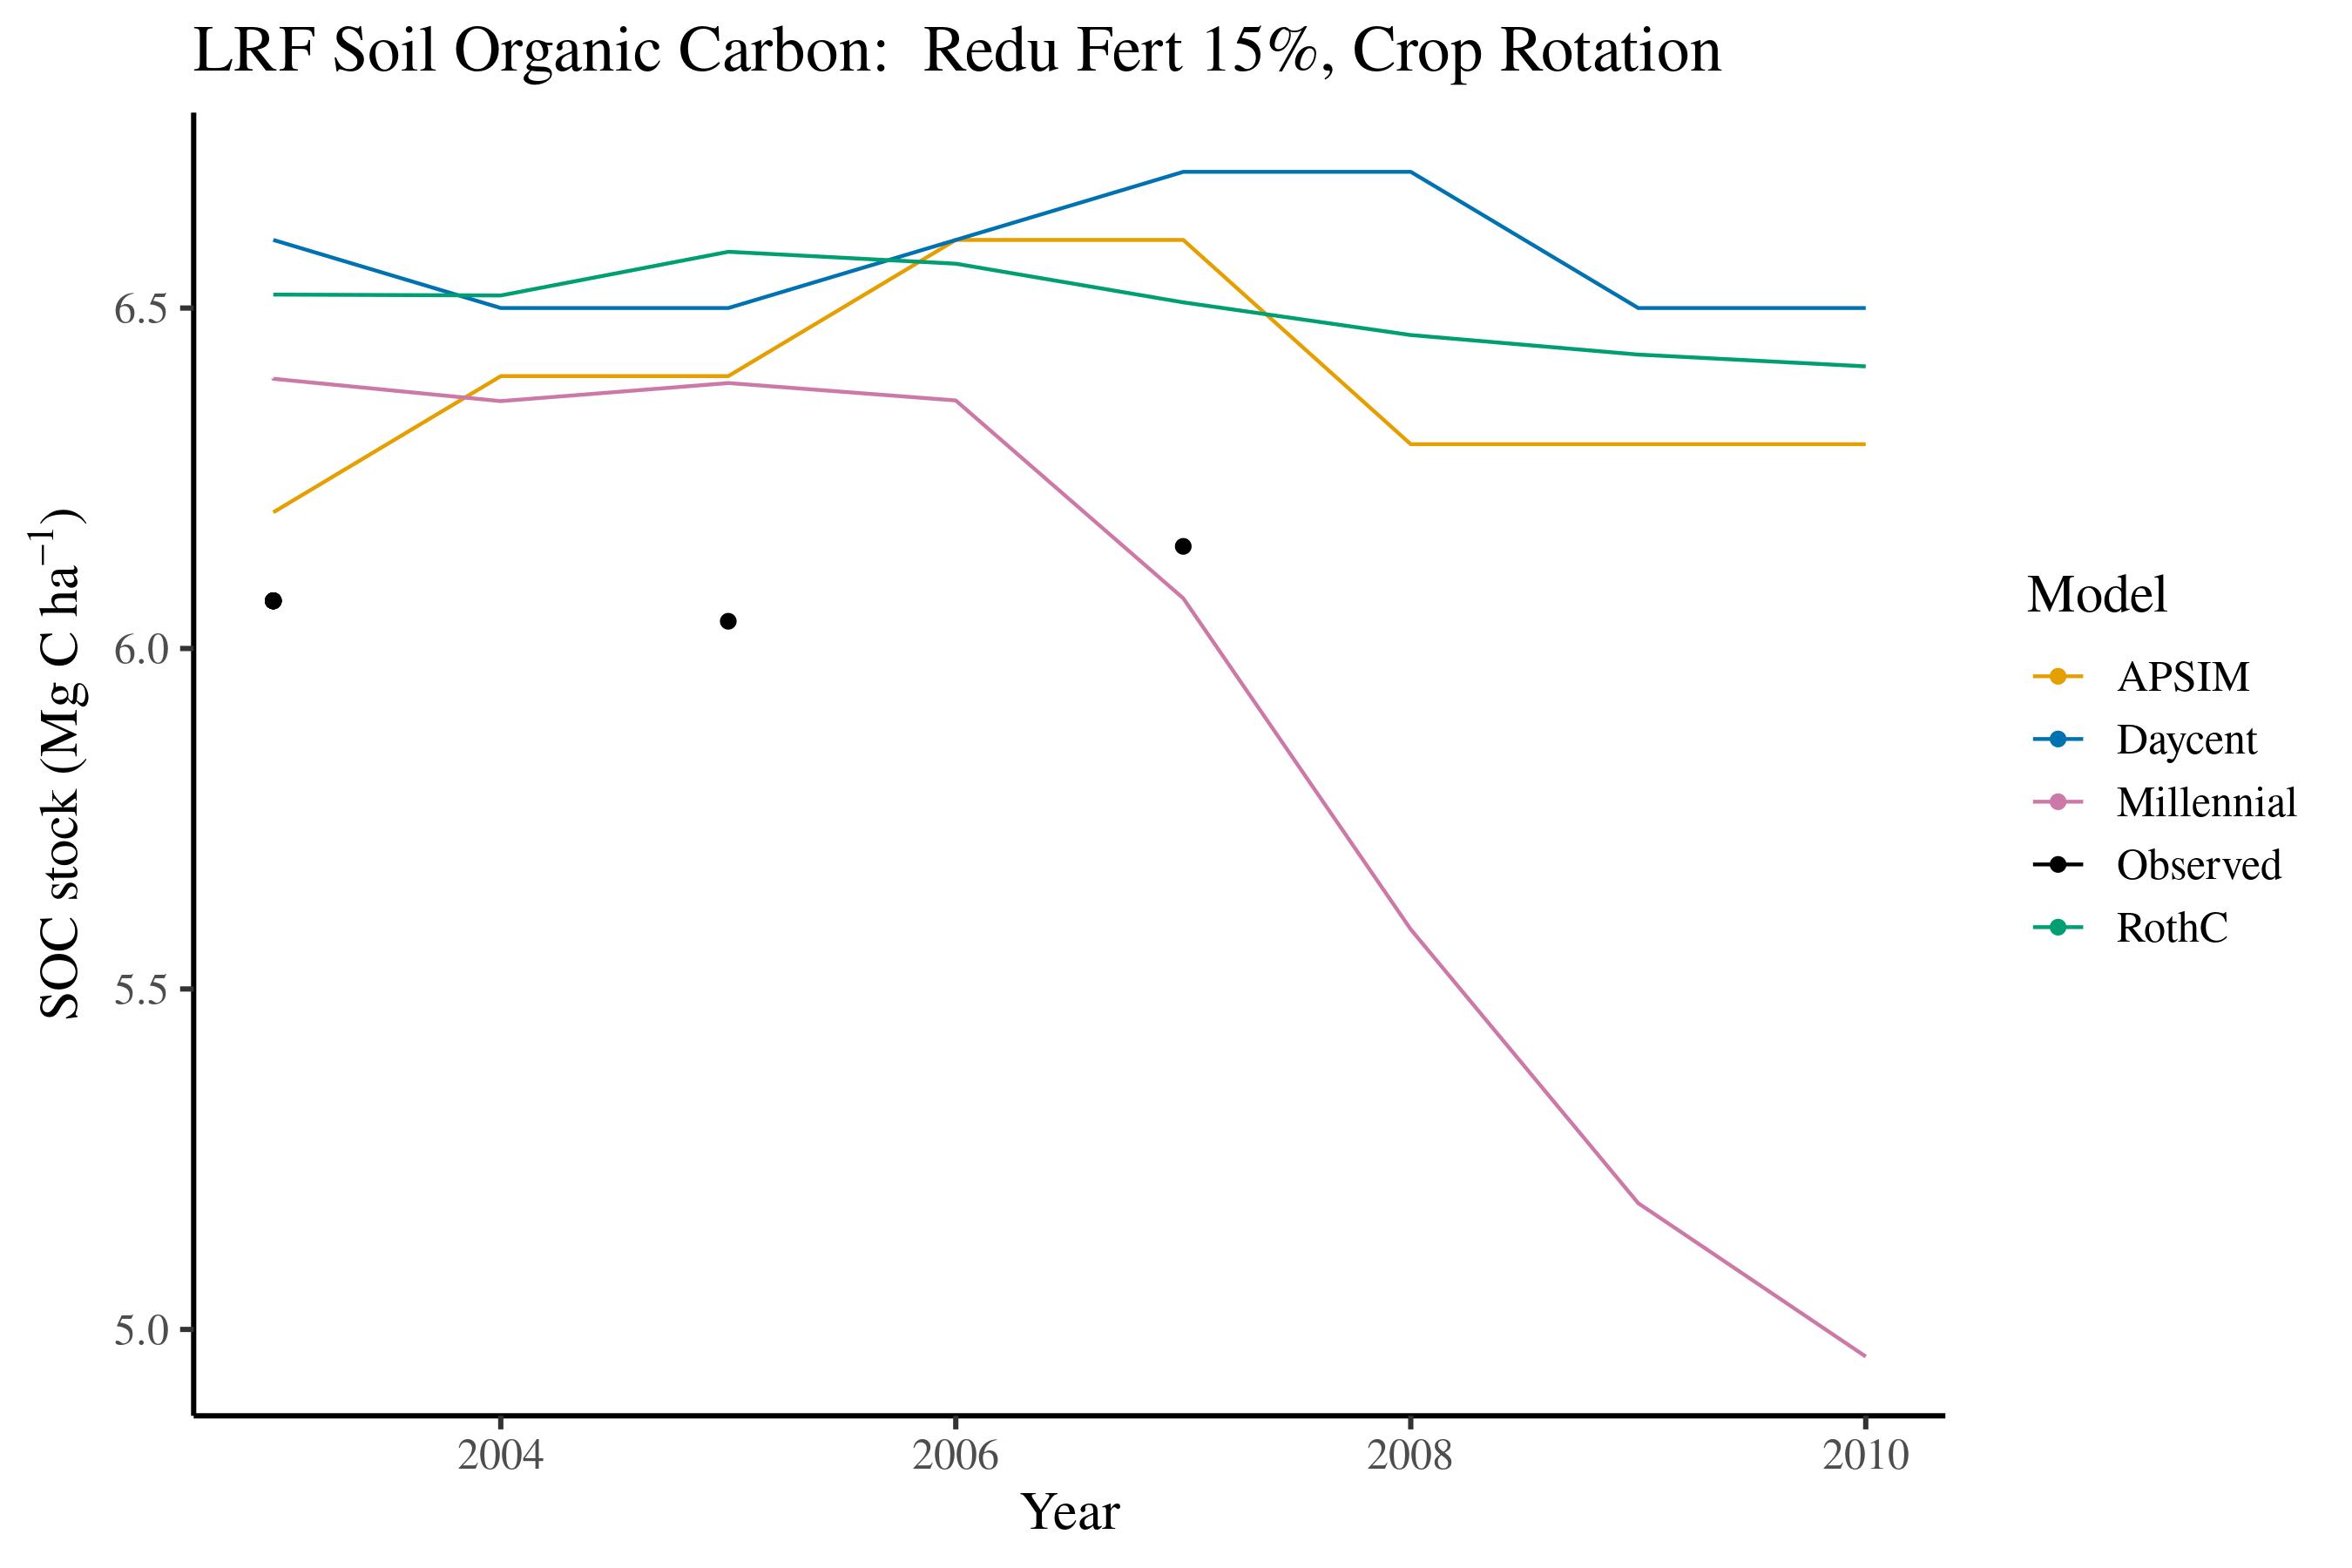 LRF Soil Organic Carbon:  Redu Fert 15%, Crop Rotation
SOC stock (Mg C ha⁻¹)
6.5
6.0
5.5
5.0
2004 2006 2008 2010
Year
Model
APSIM
Daycent
Millennial
Observed
RothC